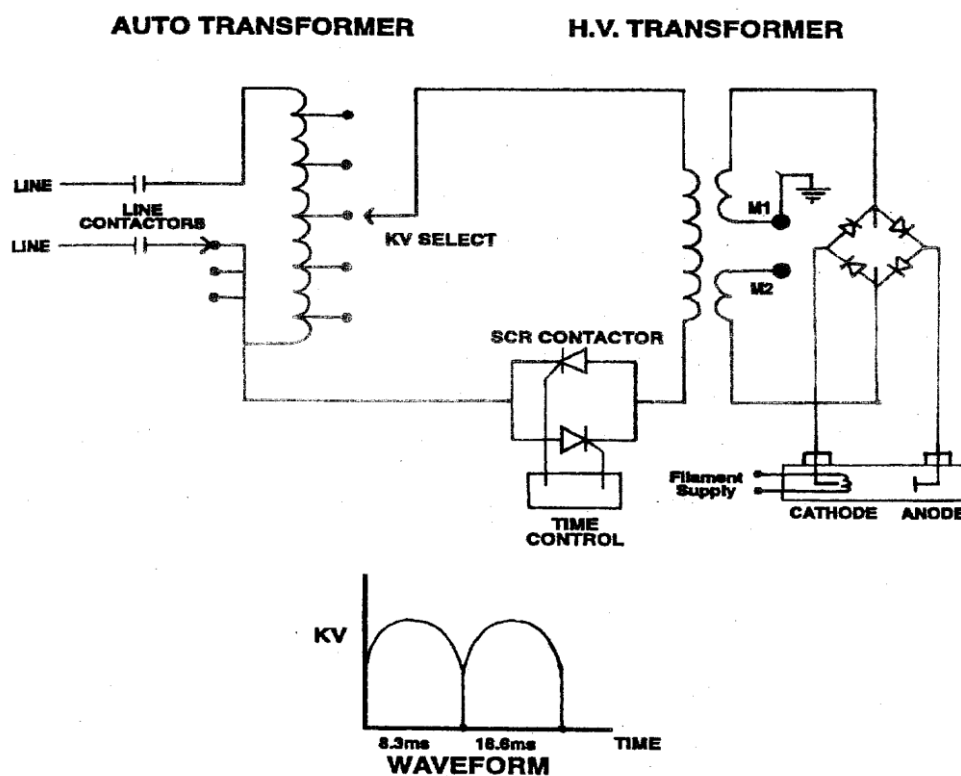 AUTO TRANSFORMER
H.V. TRANSFORMER
LINE
LINE
CONTACTORS
LINE
KV SELECT
M1
M2
SCR CONTACTOR
TIME
CONTROL
Filament
Supply
CATHODE
ANODE
KV
8.3ms
16.6ms
TIME
WAVEFORM